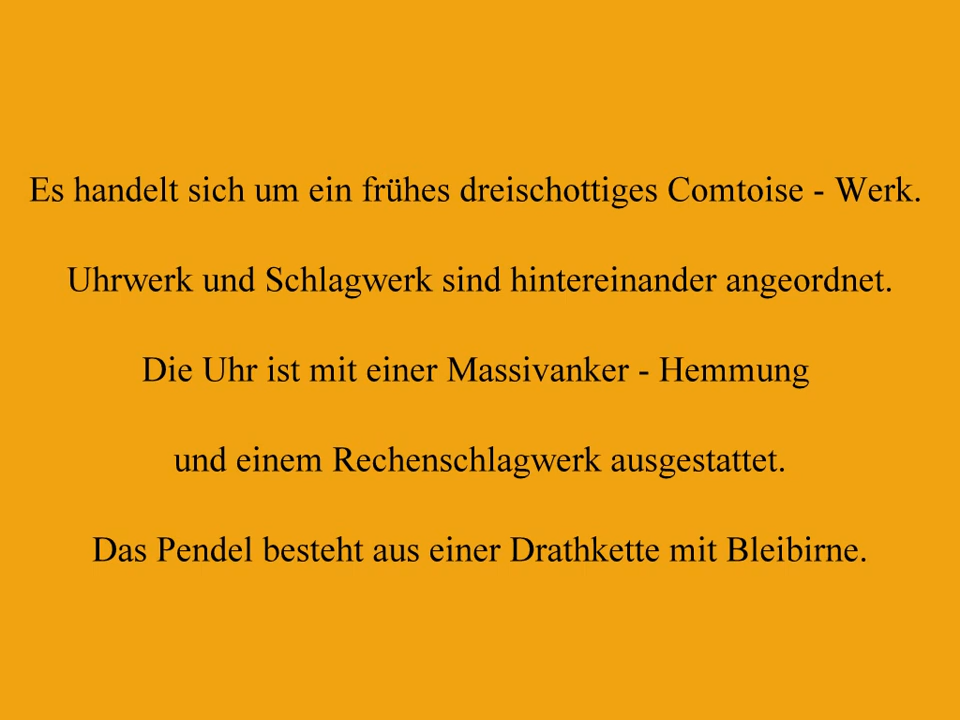 Es handelt sich um ein frühes dreischottiges Comtoise - Werk.
Uhrwerk und Schlagwerk sind hintereinander angeordnet.
Die Uhr ist mit einer Massivanker - Hemmung
und einem Rechenschlagwerk ausgestattet.
Das Pendel besteht aus einer Drathkette mit Bleibirne.